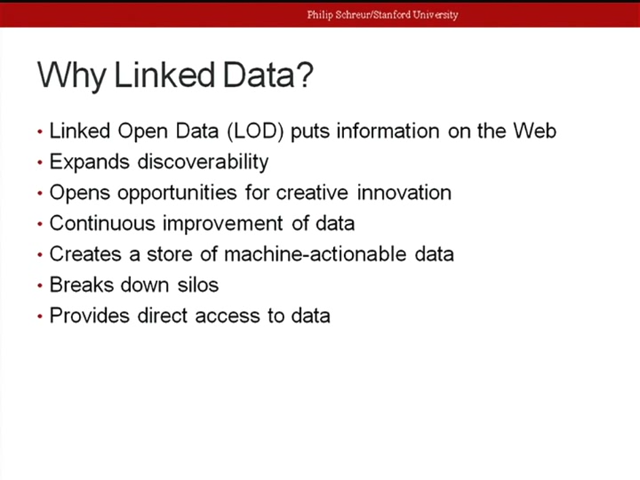 Philip Schreur/Stanford University
Why Linked Data?
• Linked Open Data (LOD) puts information on the Web
• Expands discoverability
• Opens opportunities for creative innovation
• Continuous improvement of data
• Creates a store of machine-actionable data
• Breaks down silos
• Provides direct access to data